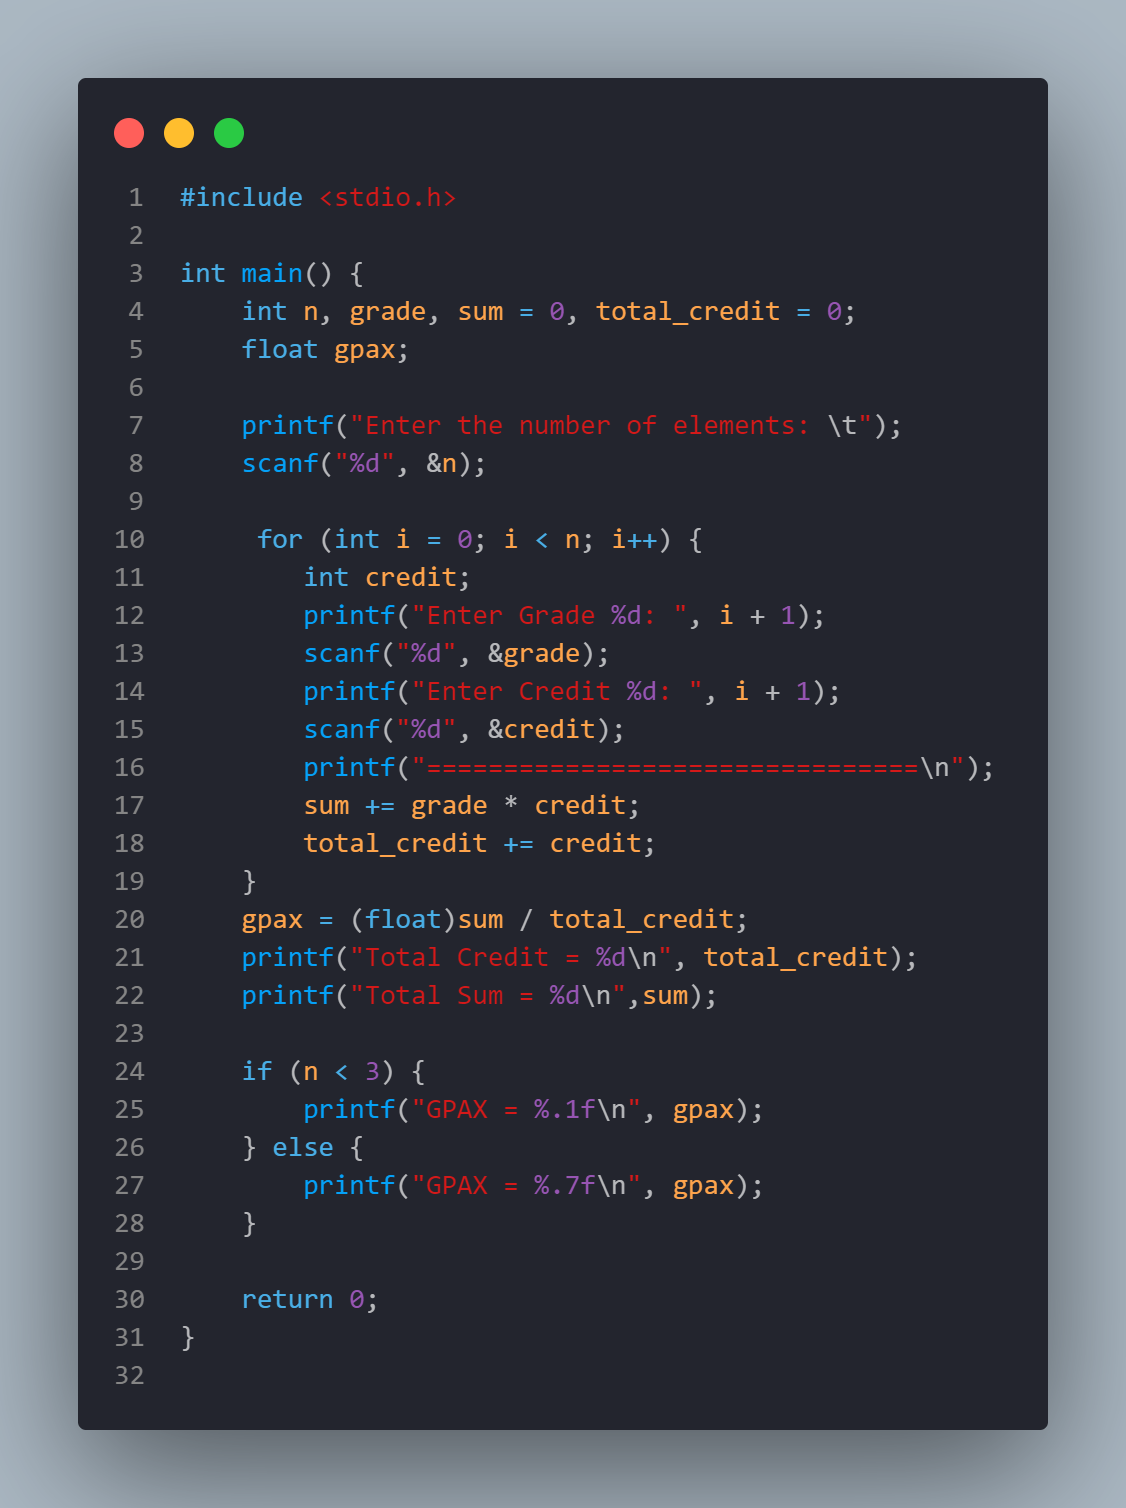 1 #include <stdio.h>
2
3 int main() {
4     int n, grade, sum = 0, total_credit = 0;
5     float gpax;
6
7     printf("Enter the number of elements: \t");
8     scanf("%d", &n);
9
10      for (int i = 0; i < n; i++) {
11         int credit;
12         printf("Enter Grade %d: ", i + 1);
13         scanf("%d", &grade);
14         printf("Enter Credit %d: ", i + 1);
15         scanf("%d", &credit);
16         printf("================================\n");
17         sum += grade * credit;
18         total_credit += credit;
19     }
20     gpax = (float)sum / total_credit;
21     printf("Total Credit = %d\n", total_credit);
22     printf("Total Sum = %d\n",sum);
23
24     if (n < 3) {
25         printf("GPAX = %.1f\n", gpax);
26     } else {
27         printf("GPAX = %.7f\n", gpax);
28     }
29
30     return 0;
31 }
32